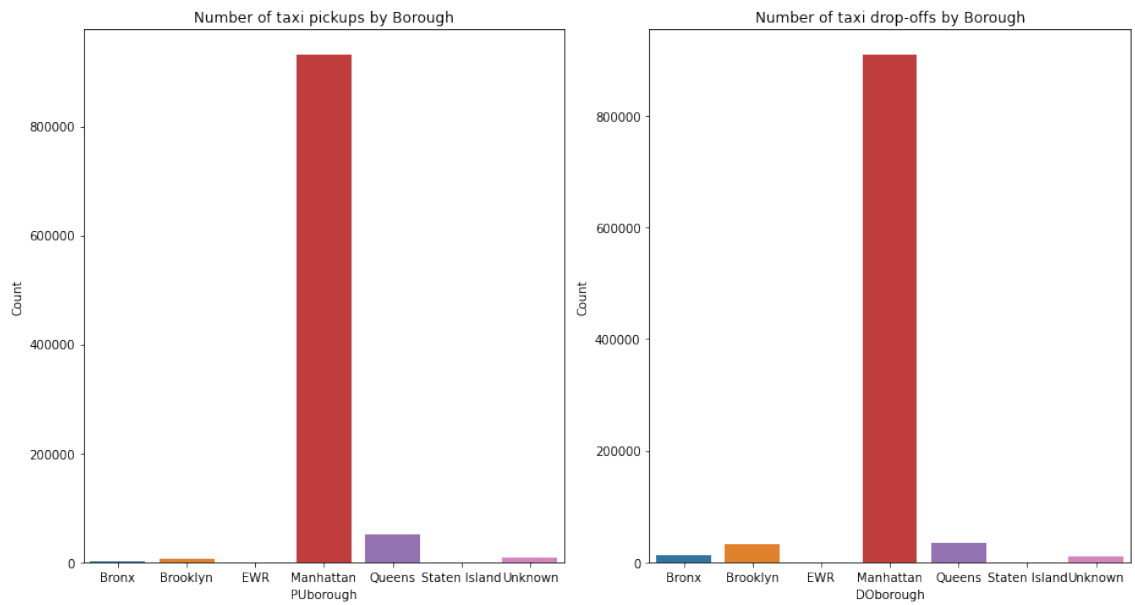 Number of taxi pickups by Borough
800000
600000
400000
200000
0
Count
Bronx Brooklyn EWR Manhattan Queens Staten Island Unknown
PUborough
Number of taxi drop-offs by Borough
800000
600000
400000
200000
0
Count
Bronx Brooklyn EWR Manhattan Queens Staten Island Unknown
DOborough